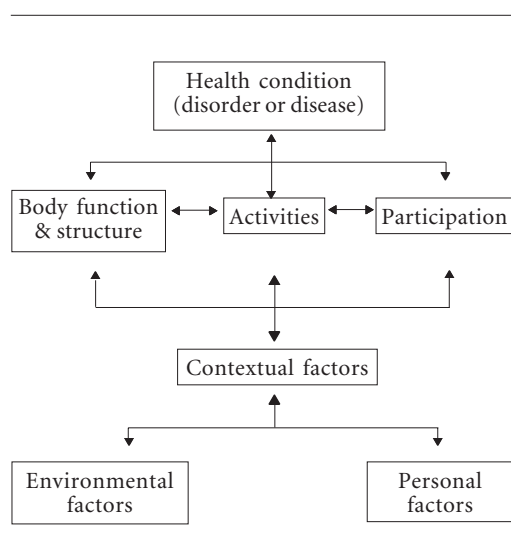 Health condition
(disorder or disease)
Body function
& structure
Activities
Participation
Contextual factors
Environmental
factors
Personal
factors